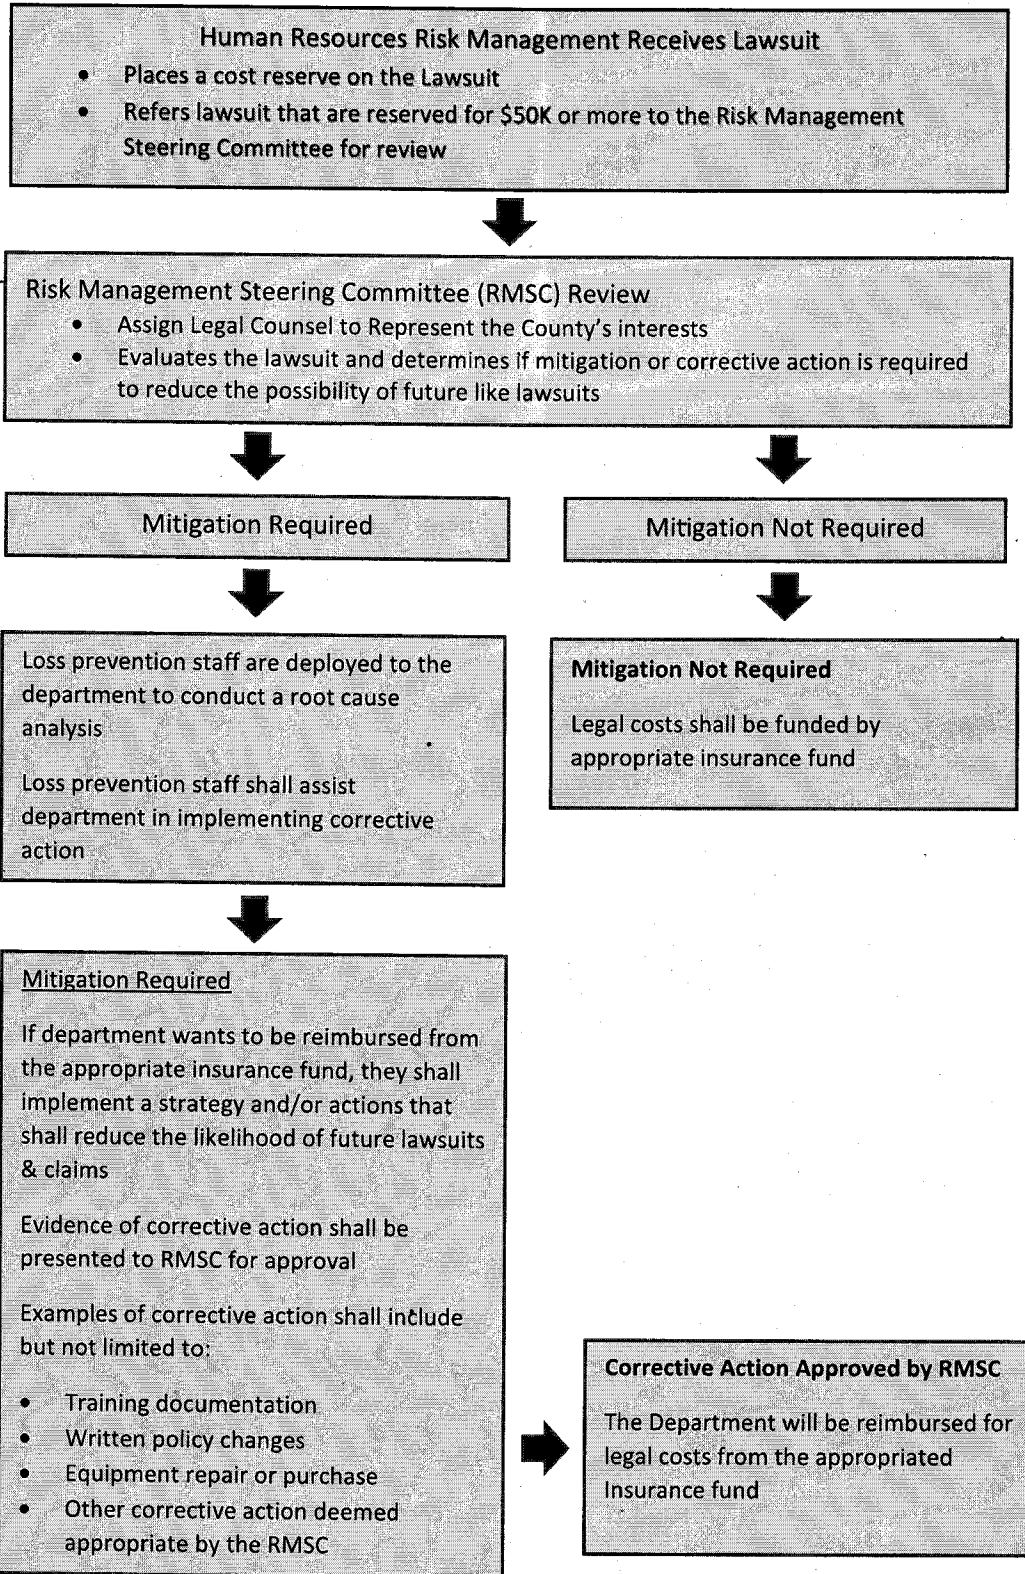 Human Resources Risk Management Receives Lawsuit
• Places a cost reserve on the Lawsuit
• Refers lawsuit that are reserved for $50K or more to the Risk Management
Steering Committee for review
Risk Management Steering Committee (RMSC) Review
• Assign Legal Counsel to Represent the County's interests
• Evaluates the lawsuit and determines if mitigation or corrective action is required
to reduce the possibility of future like lawsuits
Mitigation Required
Mitigation Not Required
Loss prevention staff are deployed to the
department to conduct a root cause
analysis
Loss prevention staff shall assist
department in implementing corrective
action
Mitigation Not Required
Legal costs shall be funded by
appropriate insurance fund
Mitigation Required
If department wants to be reimbursed from
the appropriate insurance fund, they shall
implement a strategy and/or actions that
shall reduce the likelihood of future lawsuits
& claims
Evidence of corrective action shall be
presented to RMSC for approval
Examples of corrective action shall include
but not limited to:
• Training documentation
• Written policy changes
• Equipment repair or purchase
• Other corrective action deemed
appropriate by the RMSC
Corrective Action Approved by RMSC
The Department will be reimbursed for
legal costs from the appropriated
Insurance fund